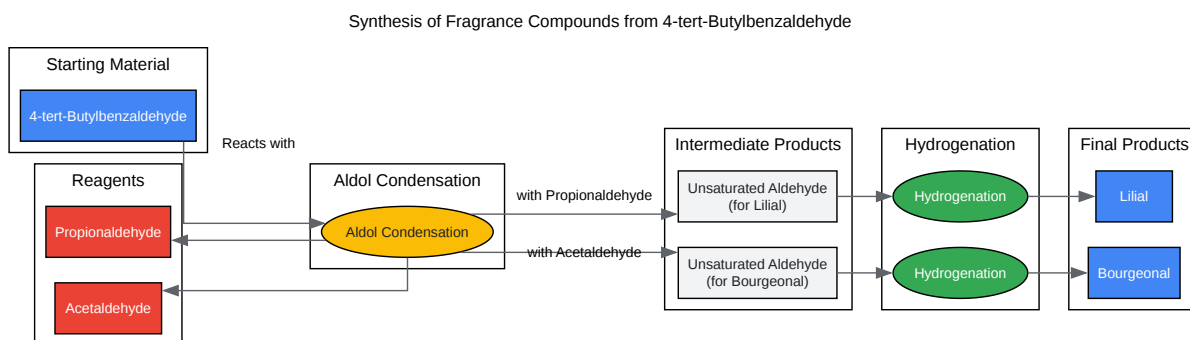 Synthesis of Fragrance Compounds from 4-tert-Butylbenzaldehyde
Starting Material
4-tert-Butylbenzaldehyde
Reacts with
Reagents
Propionaldehyde
Acetaldehyde
Aldol Condensation
Aldol Condensation
with Propionaldehyde
with Acetaldehyde
Intermediate Products
Unsaturated Aldehyde
(for Lilial)
Unsaturated Aldehyde
(for Bourgeonal)
Hydrogenation
Hydrogenation
Hydrogenation
Final Products
Lilial
Bourgeonal